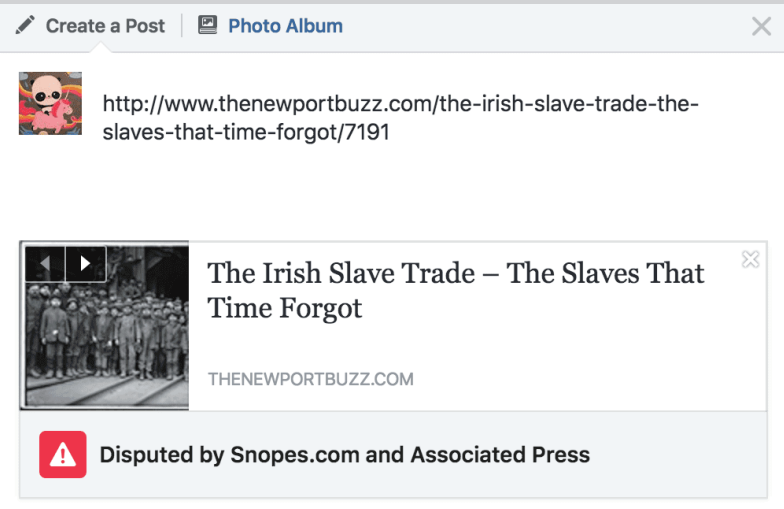 Create a Post
Photo Album
http://www.thenewportbuzz.com/the-irish-slave-trade-the-
slaves-that-time-forgot/7191
The Irish Slave Trade – The Slaves That
Time Forgot
THENEWPORTBUZZ.COM
Disputed by Snopes.com and Associated Press